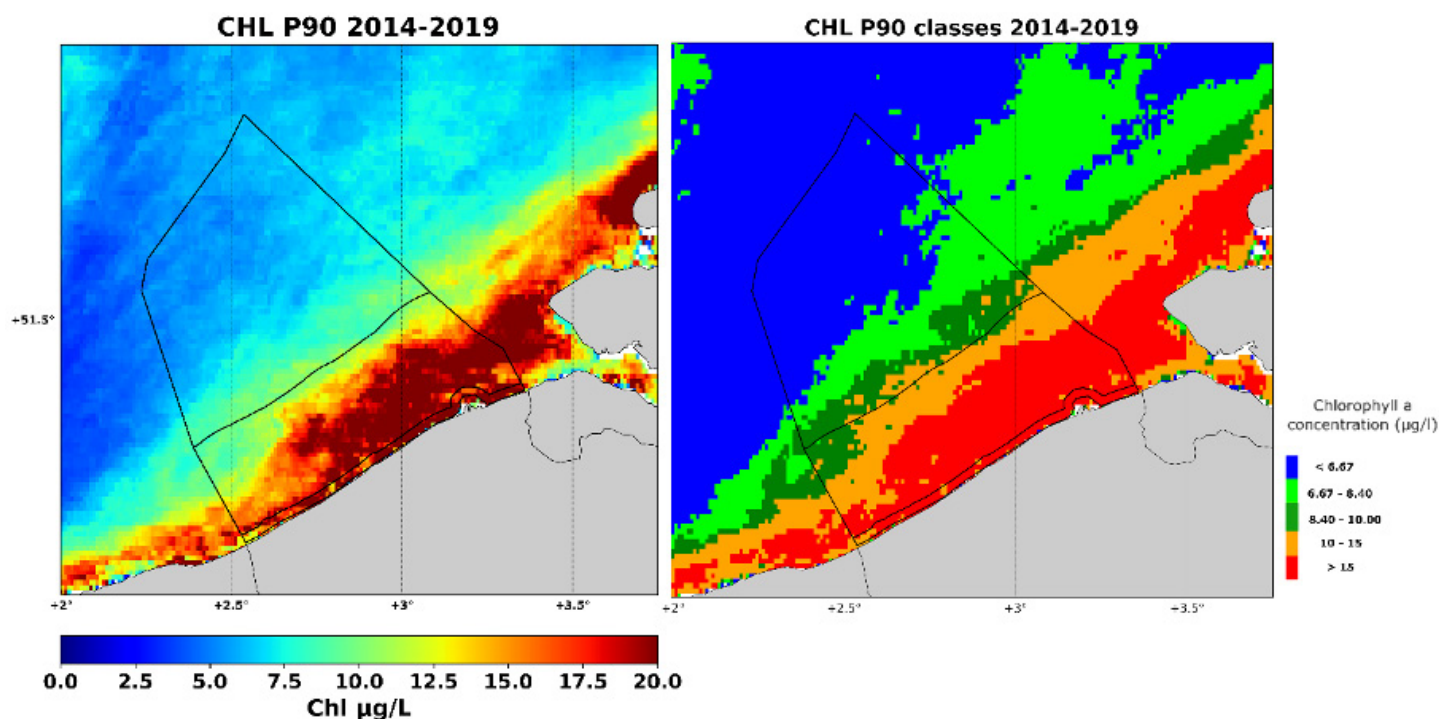 CHL P90 2014-2019
+51.5°
+2°
+2.5°
+3°
+3.5°
0.0 2.5 5.0 7.5 10.0 12.5 15.0 17.5 20.0
Chl µg/L
CHL P90 classes 2014-2019
+2°
+2.5°
+3°
+3.5°
Chlorophyll a
concentration (µg/l)
< 6.67
6.67 - 8.40
8.40 - 10.00
10 - 15
> 15